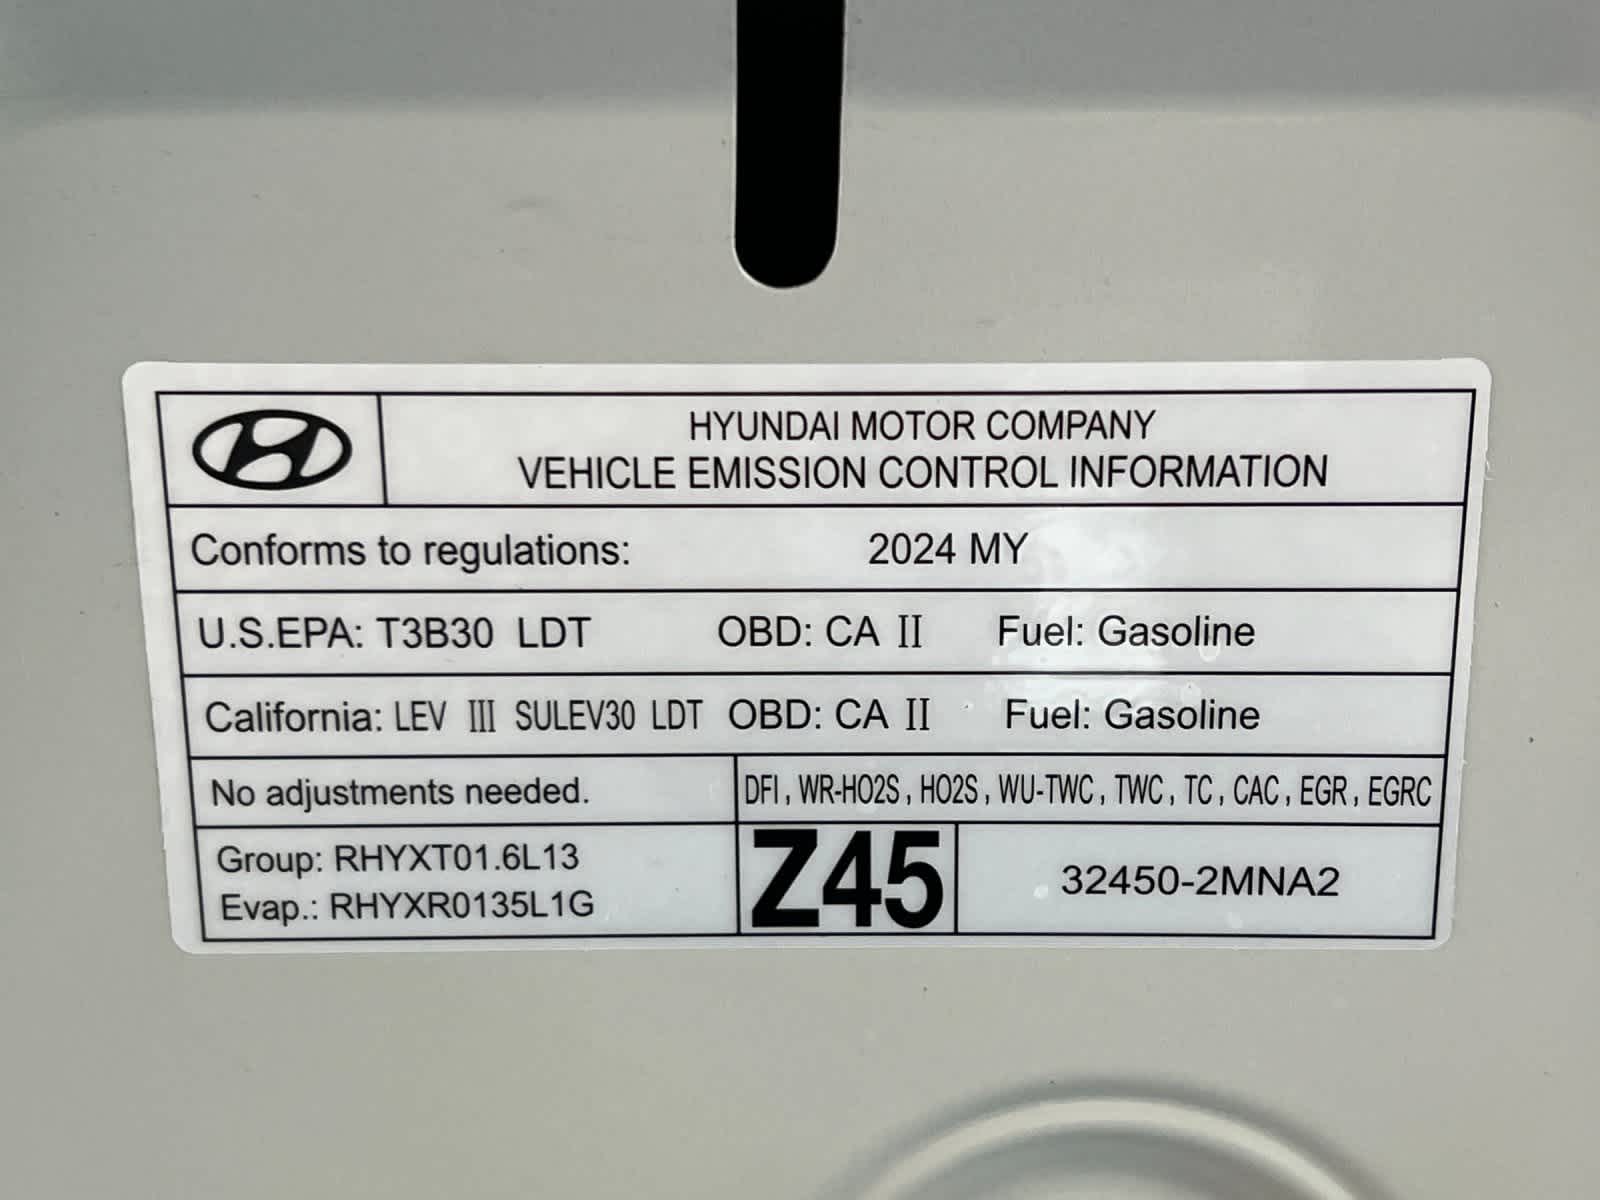 HYUNDAI MOTOR COMPANY
VEHICLE EMISSION CONTROL INFORMATION
Conforms to regulations: 2024 MY
U.S.EPA: T3B30 LDT OBD: CA II Fuel: Gasoline
California: LEV III SULEV30 LDT OBD: CA II Fuel: Gasoline
No adjustments needed. DFI , WR-HO2S , HO2S , WU-TWC , TWC , TC , CAC , EGR , EGRC
Group: RHYXT01.6L13
Evap.: RHYXR0135L1G
Z45
32450-2MNA2